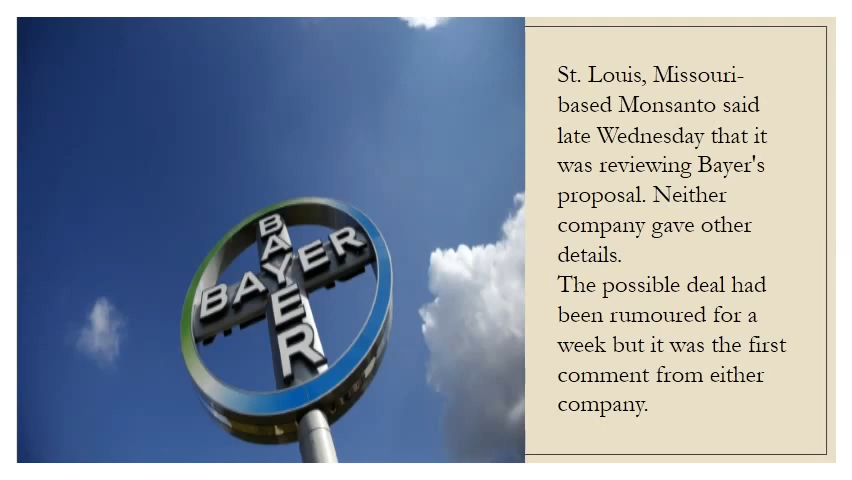 BAYER
BAYER
St. Louis, Missouri-
based Monsanto said
late Wednesday that it
was reviewing Bayer's
proposal. Neither
company gave other
details.
The possible deal had
been rumoured for a
week but it was the first
comment from either
company.